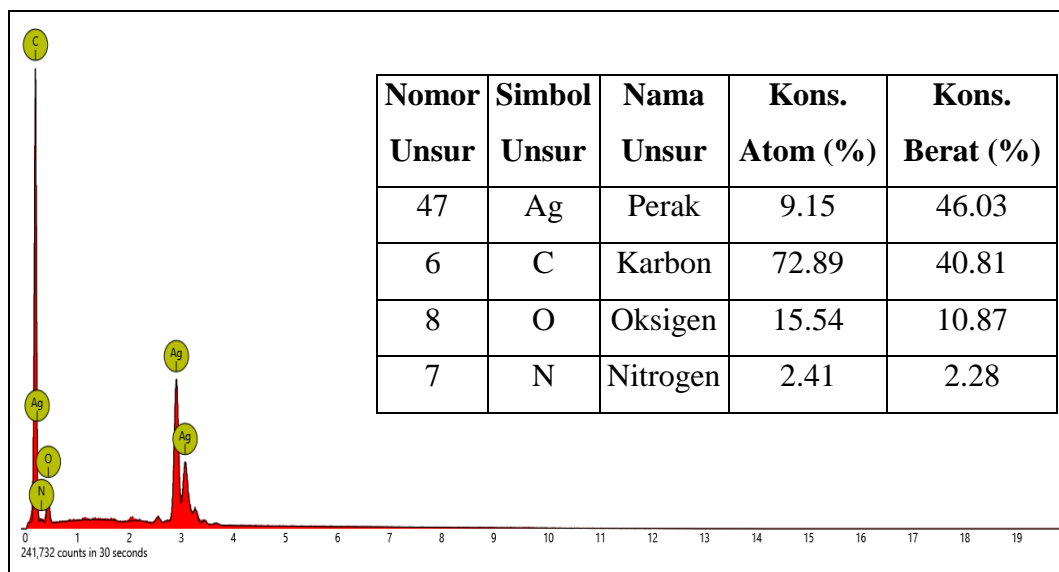 C
Nomor Unsur Simbol Unsur Nama Unsur Kons. Atom (%) Kons. Berat (%)
47 Ag Perak 9.15 46.03
6 C Karbon 72.89 40.81
8 O Oksigen 15.54 10.87
7 N Nitrogen 2.41 2.28
Ag
Ag
Ag
O
N
0 1 2 3 4 5 6 7 8 9 10 11 12 13 14 15 16 17 18 19
241,732 counts in 30 seconds